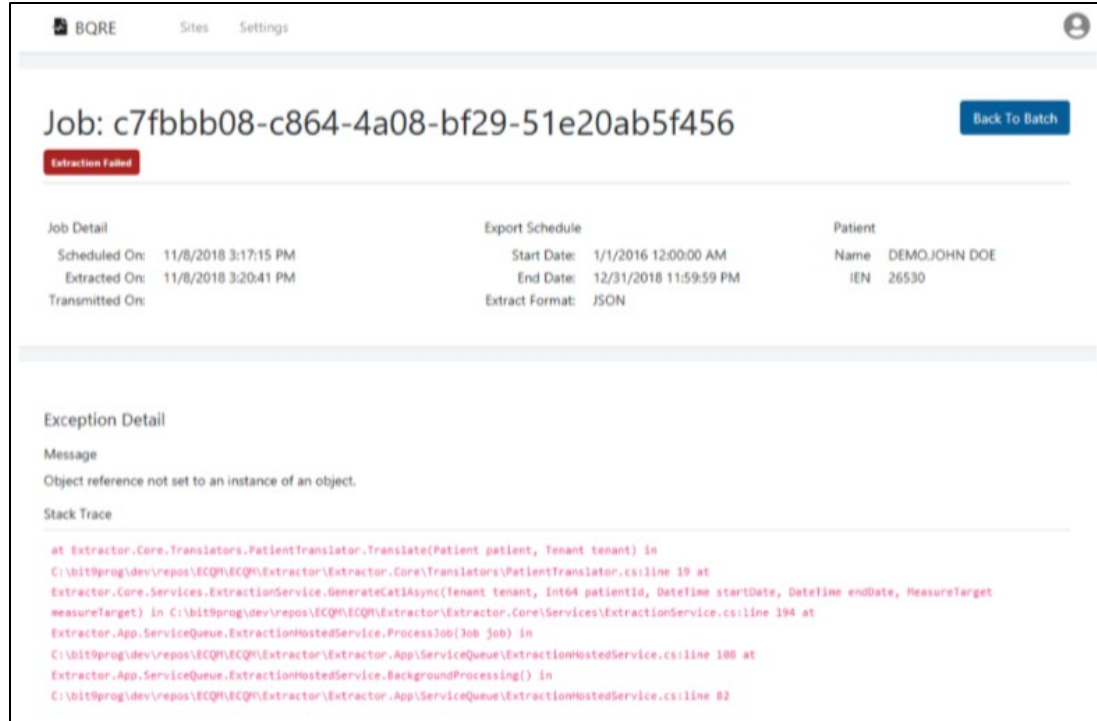 BQRE Sites Settings
Job: c7fbbb08-c864-4a08-bf29-51e20ab5f456
Back To Batch
Extraction Failed
Job Detail
Scheduled On: 11/8/2018 3:17:15 PM
Extracted On: 11/8/2018 3:20:41 PM
Transmitted On:
Export Schedule
Start Date: 1/1/2016 12:00:00 AM
End Date: 12/31/2018 11:59:59 PM
Extract Format: JSON
Patient
Name DEMO,JOHN DOE
IEN 26530
Exception Detail
Message
Object reference not set to an instance of an object.
Stack Trace
at Extractor.Core.Translators.PatientTranslator.Translate(Patient patient, Tenant tenant) in
C:\bit9prog\dev\repos\ECQM\ECQM\Extractor\Extractor.Core\Translators\PatientTranslator.cs:line 19 at
Extractor.Core.Services.ExtractionService.GenerateCat1Async(Tenant tenant, Int64 patientId, DateTime startDate, DateTime endDate, MeasureTarget
measureTarget) in C:\bit9prog\dev\repos\ECQM\ECQM\Extractor\Extractor.Core\Services\ExtractionService.cs:line 194 at
Extractor.App.ServiceQueue.ExtractionHostedService.ProcessJob(Job job) in
C:\bit9prog\dev\repos\ECQM\ECQM\Extractor\Extractor.App\ServiceQueue\ExtractionHostedService.cs:line 108 at
Extractor.App.ServiceQueue.ExtractionHostedService.BackgroundProcessing() in
C:\bit9prog\dev\repos\ECQM\ECQM\Extractor\Extractor.App\ServiceQueue\ExtractionHostedService.cs:line 82